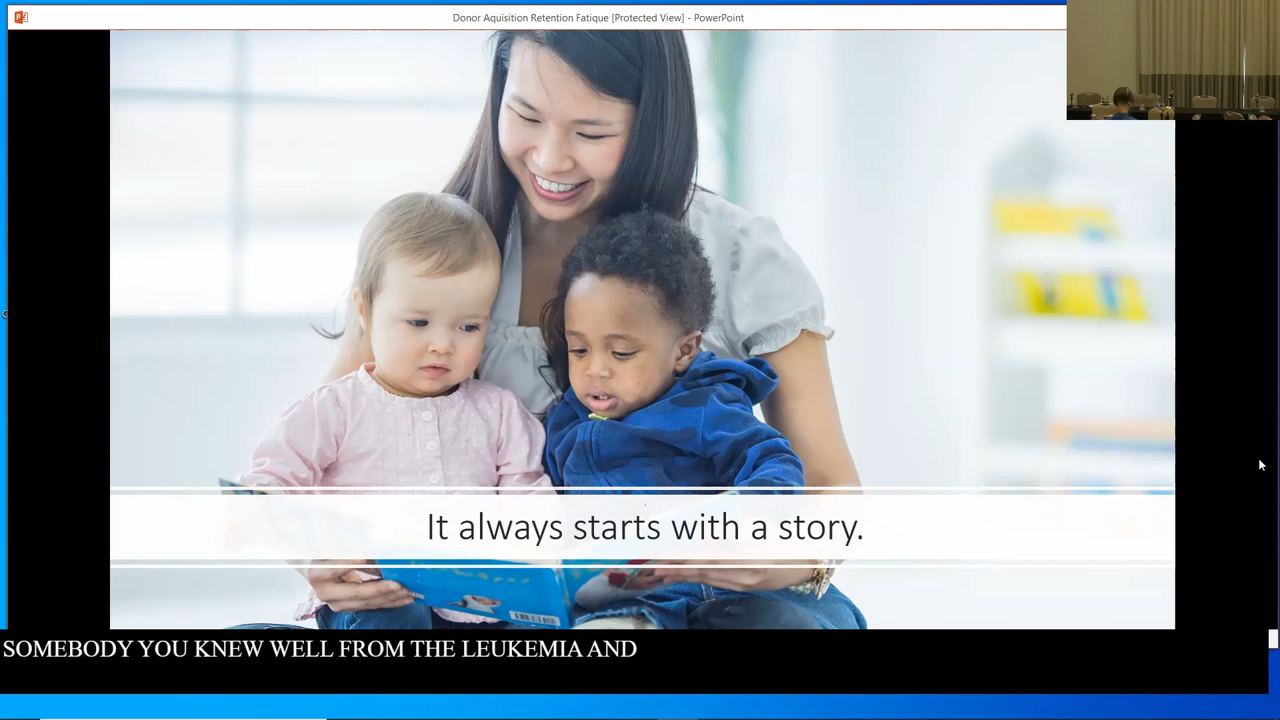 Donor Aquisition Retention Fatique [Protected View] - PowerPoint
It always starts with a story.
SOMEBODY YOU KNEW WELL FROM THE LEUKEMIA AND